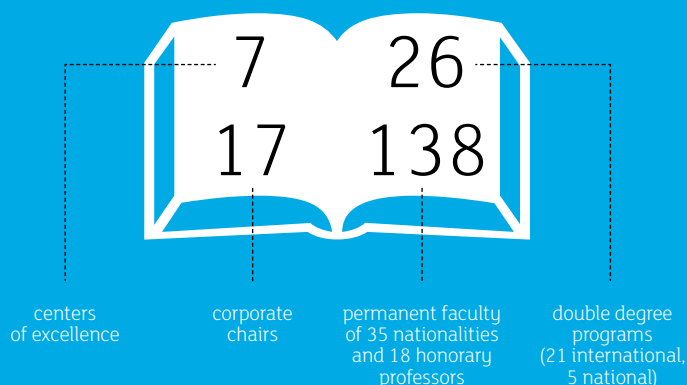 7
26
17
138
centers
of excellence
corporate
chairs
permanent faculty
of 35 nationalities
and 18 honorary
professors
double degree
programs
(21 international,
5 national)